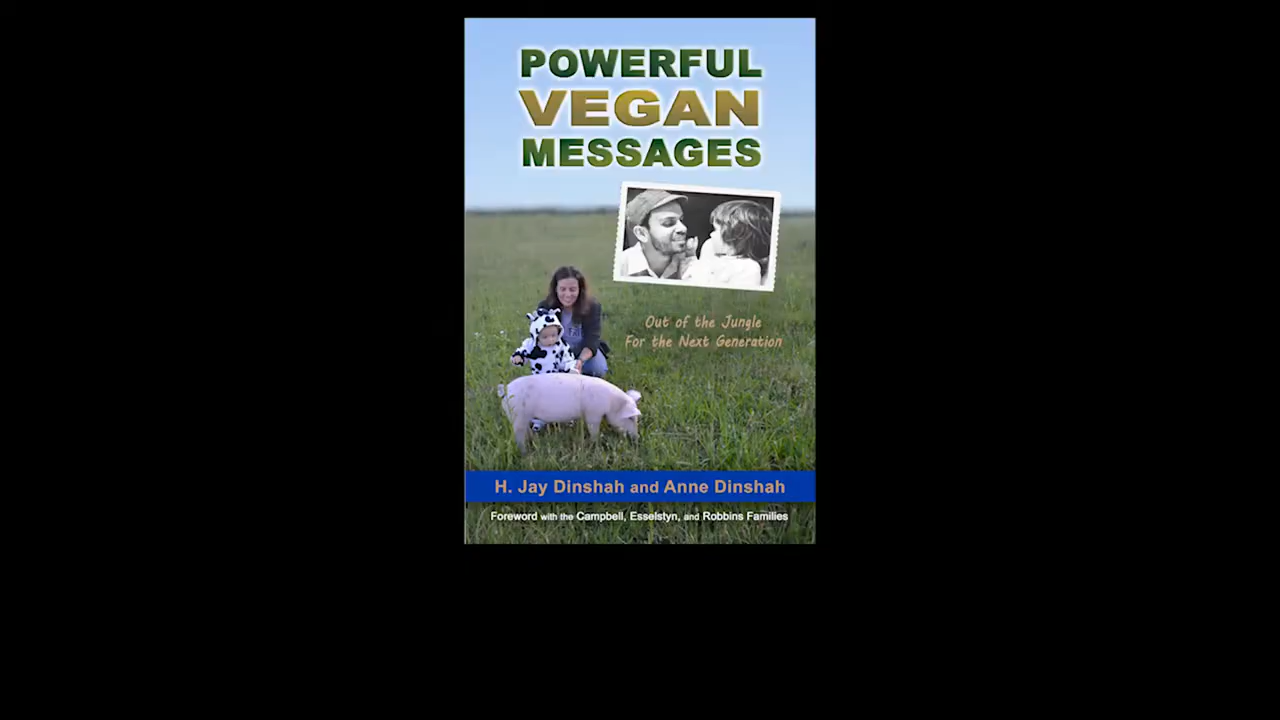 POWERFUL
VEGAN
MESSAGES
Out of the Jungle
For the Next Generation
H. Jay Dinshah and Anne Dinshah
Foreword with the Campbell, Esselstyn, and Robbins Families